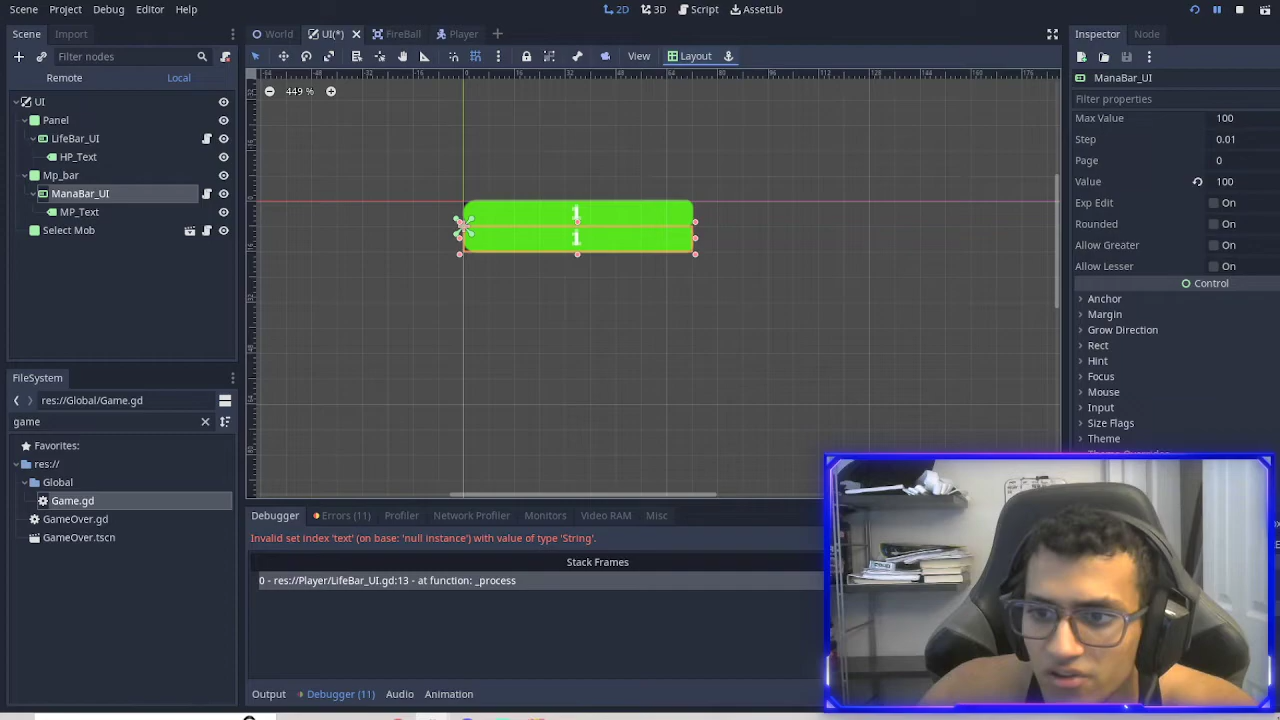 Scene Project Debug Editor Help
2D 3D Script AssetLib
Scene Import
World UI(*) FireBall Player
Inspector Node
Filter nodes
View Layout
Remote Local
ManaBar_UI
449 %
Filter properties
UI
Panel
LifeBar_UI
HP_Text
Mp_bar
ManaBar_UI
MP_Text
Select Mob
1
1
Max Value 100
Step 0.01
Page 0
Value 100
Exp Edit On
Rounded On
Allow Greater On
Allow Lesser On
Control
Anchor
Margin
Grow Direction
Rect
Hint
Focus
Mouse
Input
Size Flags
Theme
FileSystem
res://Global/Game.gd
game
Favorites:
res://
Global
Game.gd
GameOver.gd
GameOver.tscn
Debugger Errors (11) Profiler Network Profiler Monitors Video RAM Misc
Invalid set index 'text' (on base: 'null instance') with value of type 'String'.
Stack Frames
0 - res://Player/LifeBar_UI.gd:13 - at function: _process
Output Debugger (11) Audio Animation